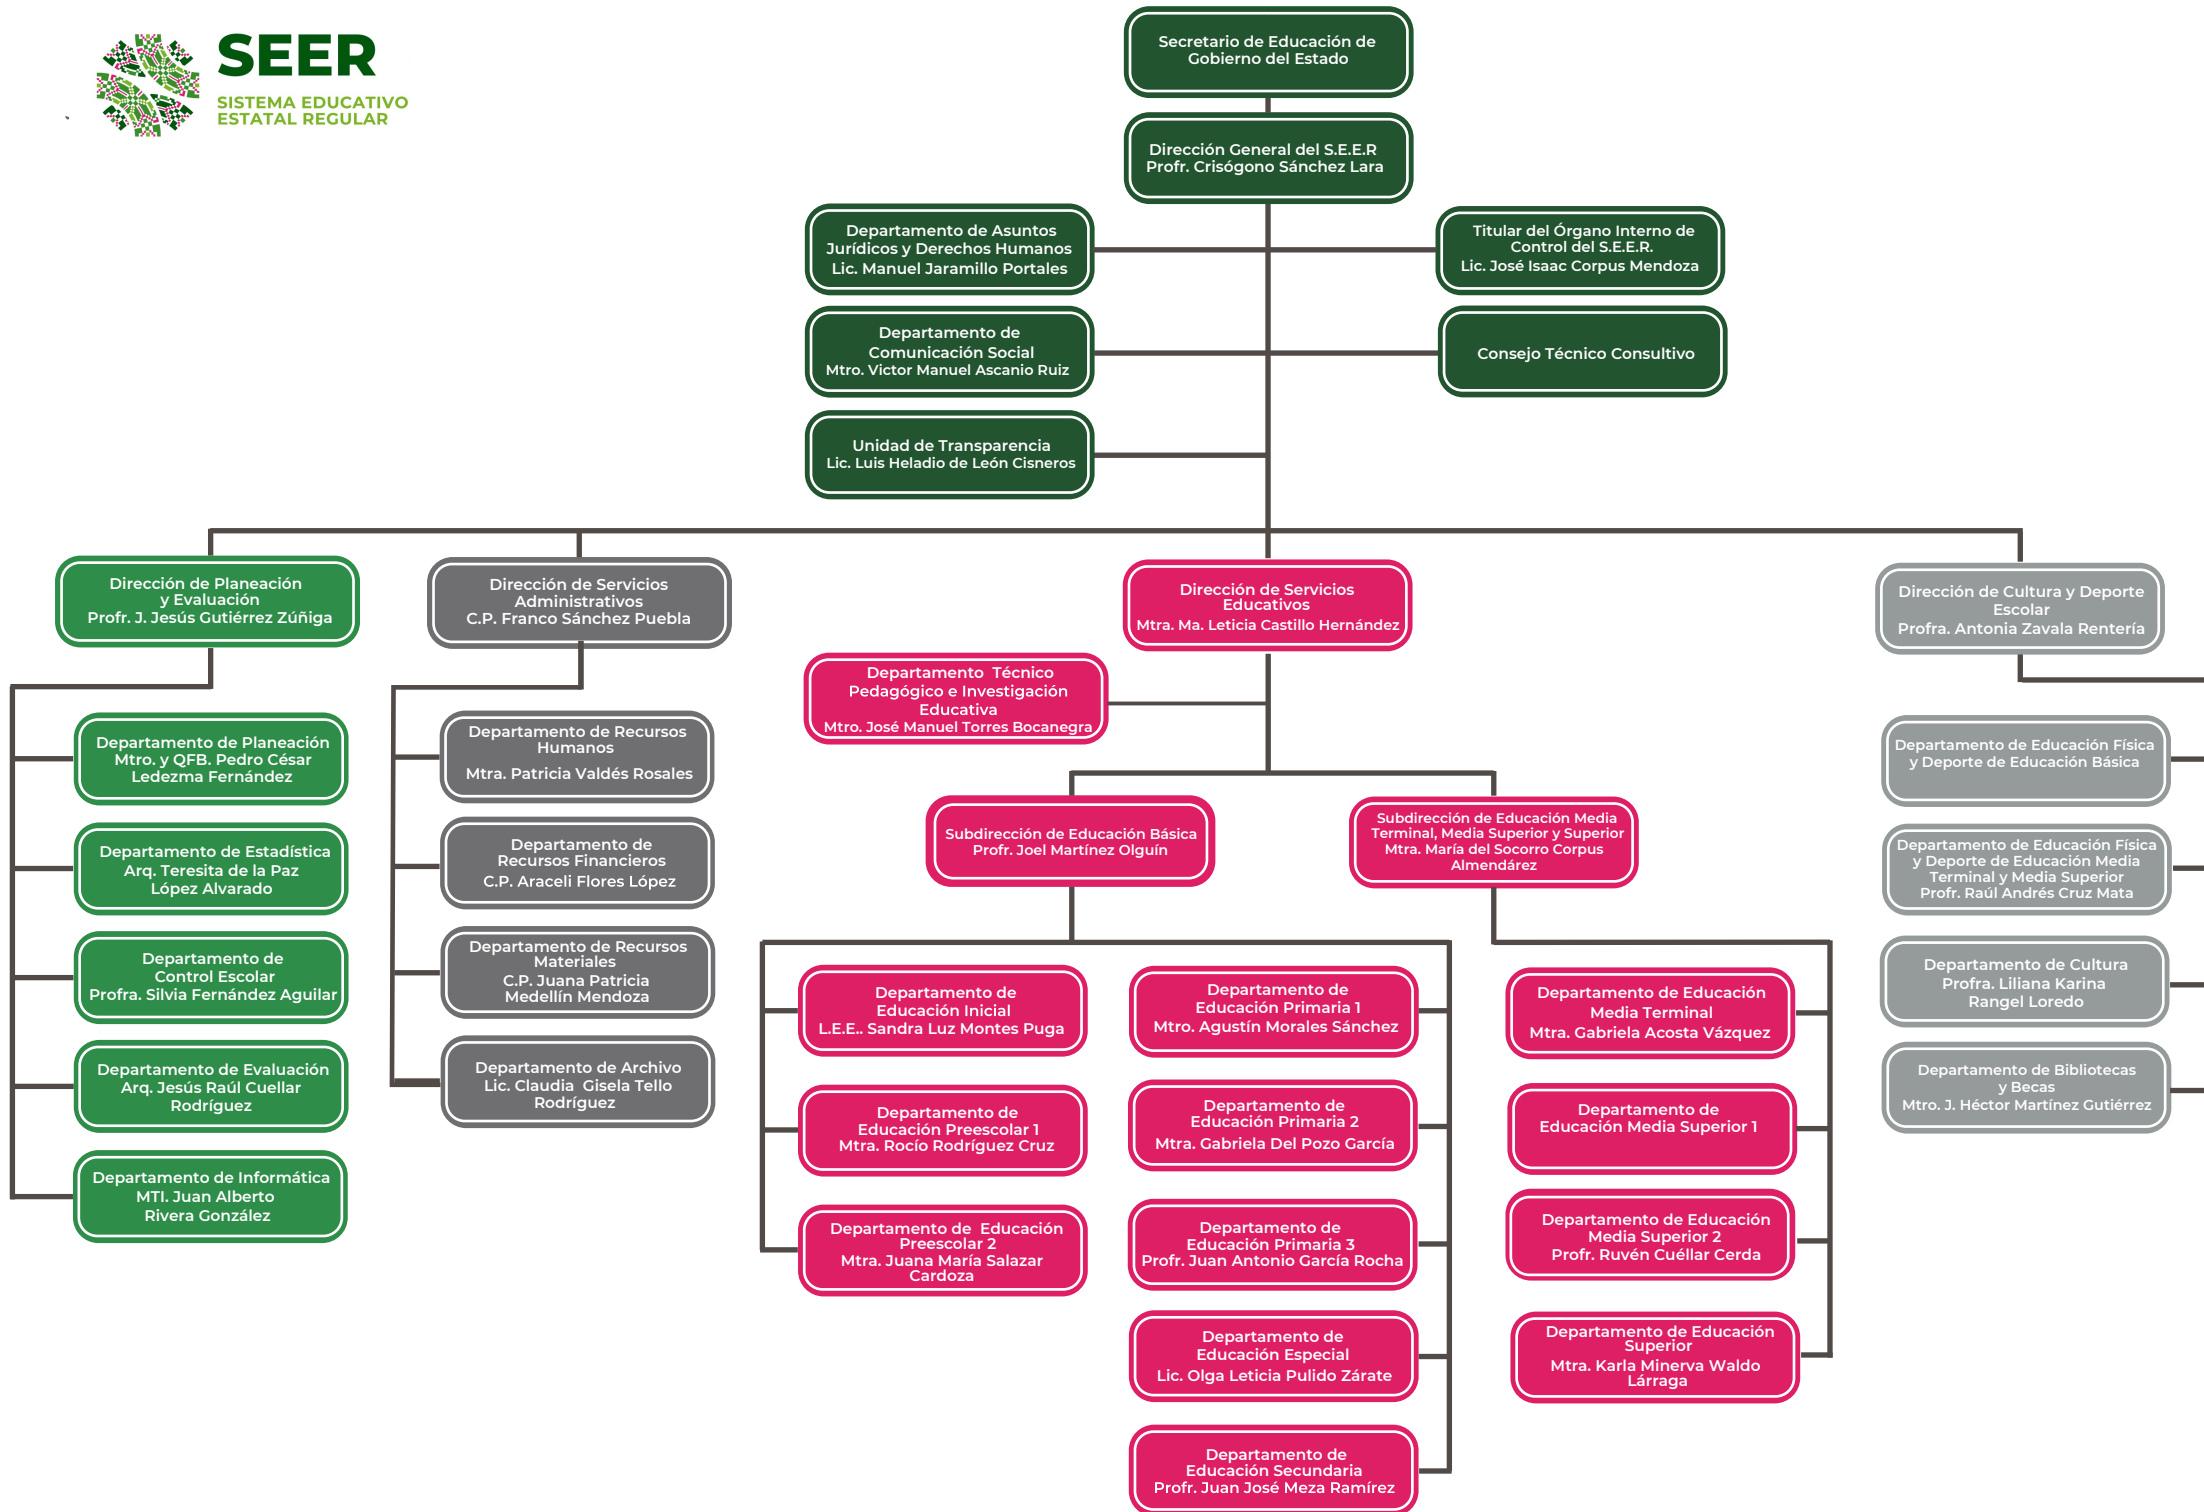 SEER
SISTEMA EDUCATIVO
ESTATAL REGULAR
Secretario de Educación de
Gobierno del Estado
Dirección General del S.E.E.R
Profr. Crisógono Sánchez Lara
Departamento de Asuntos
Jurídicos y Derechos Humanos
Lic. Manuel Jaramillo Portales
Titular del Órgano Interno de
Control del S.E.E.R.
Lic. José Isaac Corpus Mendoza
Departamento de
Comunicación Social
Mtro. Victor Manuel Ascanio Ruiz
Consejo Técnico Consultivo
Unidad de Transparencia
Lic. Luis Heladio de León Cisneros
Dirección de Planeación
y Evaluación
Profr. J. Jesús Gutiérrez Zúñiga
Dirección de Servicios
Administrativos
C.P. Franco Sánchez Puebla
Dirección de Servicios
Educativos
Mtra. Ma. Leticia Castillo Hernández
Dirección de Cultura y Deporte
Escolar
Profra. Antonia Zavala Rentería
Departamento Técnico
Pedagógico e Investigación
Educativa
Mtro. José Manuel Torres Bocanegra
Departamento de Planeación
Mtro. y QFB. Pedro César
Ledezma Fernández
Departamento de Estadística
Arq. Teresita de la Paz
López Alvarado
Departamento de
Control Escolar
Profra. Silvia Fernández Aguilar
Departamento de Evaluación
Arq. Jesús Raúl Cuellar
Rodríguez
Departamento de Informática
MTI. Juan Alberto
Rivera González
Departamento de Recursos
Humanos
Mtra. Patricia Valdés Rosales
Departamento de
Recursos Financieros
C.P. Araceli Flores López
Departamento de Recursos
Materiales
C.P. Juana Patricia
Medellín Mendoza
Departamento de Archivo
Lic. Claudia Gisela Tello
Rodríguez
Subdirección de Educación Básica
Profr. Joel Martínez Olguín
Subdirección de Educación Media
Terminal, Media Superior y Superior
Mtra. María del Socorro Corpus
Almendárez
Departamento de
Educación Inicial
L.E.E.. Sandra Luz Montes Puga
Departamento de
Educación Preescolar 1
Mtra. Rocío Rodríguez Cruz
Departamento de Educación
Preescolar 2
Mtra. Juana María Salazar
Cardoza
Departamento de
Educación Primaria 1
Mtro. Agustín Morales Sánchez
Departamento de
Educación Primaria 2
Mtra. Gabriela Del Pozo García
Departamento de
Educación Primaria 3
Profr. Juan Antonio García Rocha
Departamento de
Educación Especial
Lic. Olga Leticia Pulido Zárate
Departamento de
Educación Secundaria
Profr. Juan José Meza Ramírez
Departamento de Educación
Media Terminal
Mtra. Gabriela Acosta Vázquez
Departamento de
Educación Media Superior 1
Departamento de Educación
Media Superior 2
Profr. Ruvén Cuéllar Cerda
Departamento de Educación
Superior
Mtra. Karla Minerva Waldo
Lárraga
Departamento de Educación Física
y Deporte de Educación Básica
Departamento de Educación Física
y Deporte de Educación Media
Terminal y Media Superior
Profr. Raúl Andrés Cruz Mata
Departamento de Cultura
Profra. Liliana Karina
Rangel Loredo
Departamento de Bibliotecas
y Becas
Mtro. J. Héctor Martínez Gutiérrez